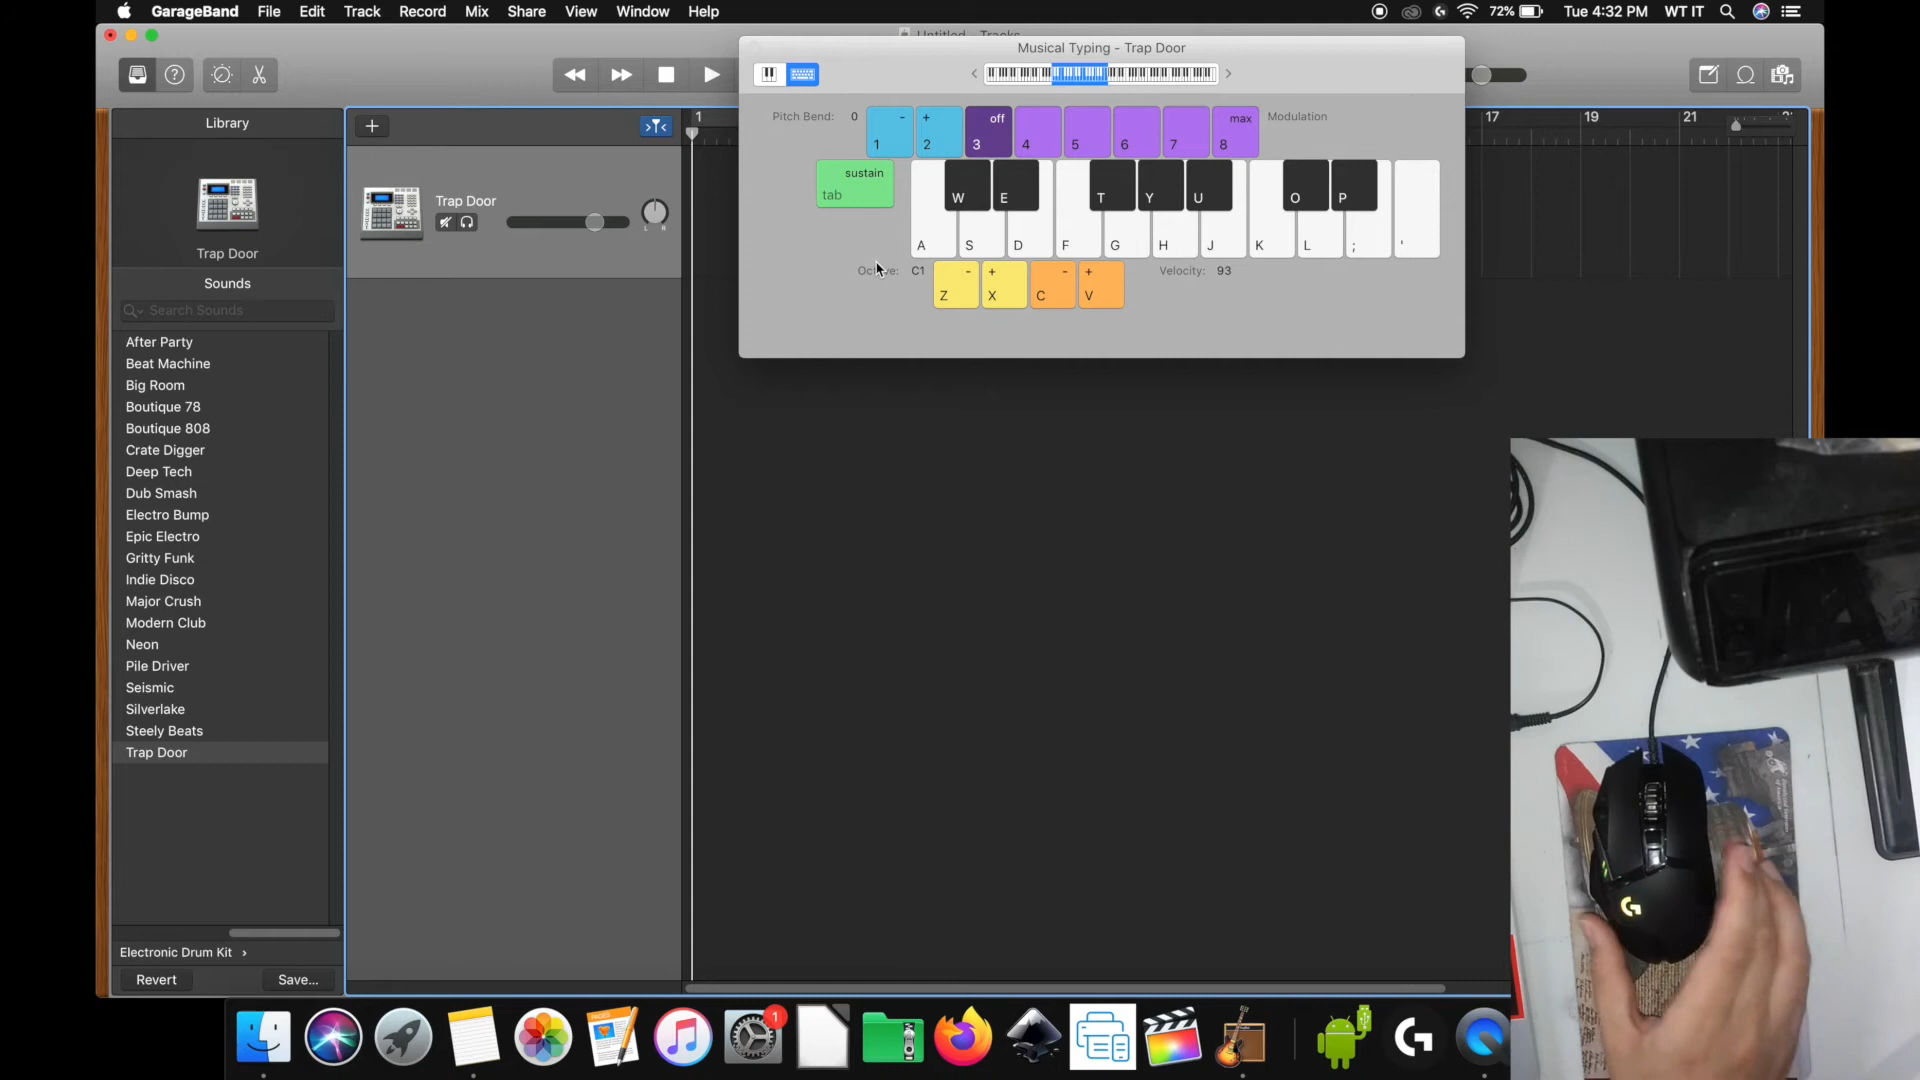 GarageBand File Edit Track Record Mix Share View Window Help
72% Tue 4:32 PM WT IT
Untitled - Tracks
Musical Typing - Trap Door
Library
Trap Door
Sounds
Search Sounds
After Party
Beat Machine
Big Room
Boutique 78
Boutique 808
Crate Digger
Deep Tech
Dub Smash
Electro Bump
Epic Electro
Gritty Funk
Indie Disco
Major Crush
Modern Club
Neon
Pile Driver
Seismic
Silverlake
Steely Beats
Trap Door
Electronic Drum Kit ›
Revert Save...
Trap Door
L R
1 17 19 21
Pitch Bend: 0 - + off max Modulation
1 2 3 4 5 6 7 8
sustain
tab
W E T Y U O P
A S D F G H J K L ; '
Octave: C1 - + - + Velocity: 93
Z X C V
PAGES
1